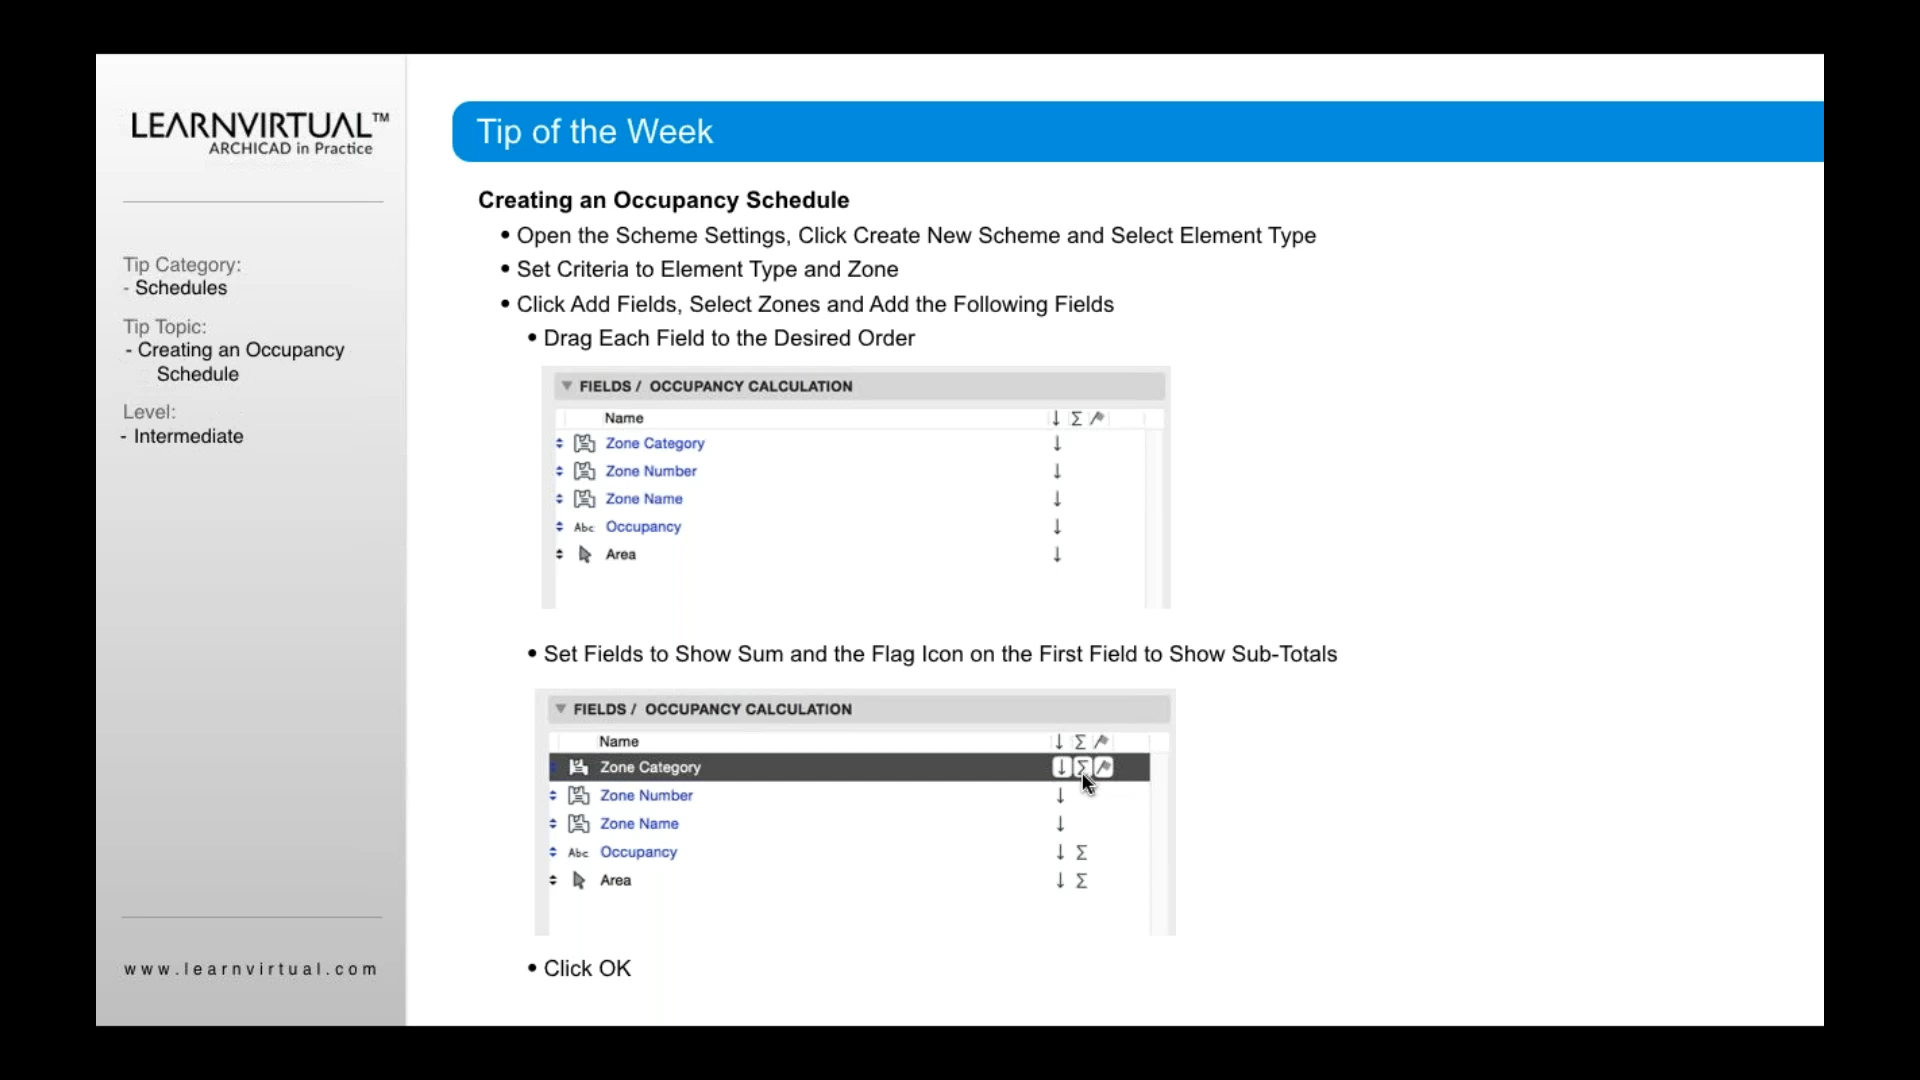 LEARNVIRTUAL™
ARCHICAD in Practice
Tip Category:
- Schedules
Tip Topic:
- Creating an Occupancy
Schedule
Level:
- Intermediate
www.learnvirtual.com
Tip of the Week
Creating an Occupancy Schedule
• Open the Scheme Settings, Click Create New Scheme and Select Element Type
• Set Criteria to Element Type and Zone
• Click Add Fields, Select Zones and Add the Following Fields
• Drag Each Field to the Desired Order
FIELDS / OCCUPANCY CALCULATION
Name ↓ Σ
Zone Category ↓
Zone Number ↓
Zone Name ↓
Abc Occupancy ↓
Area ↓
• Set Fields to Show Sum and the Flag Icon on the First Field to Show Sub-Totals
FIELDS / OCCUPANCY CALCULATION
Name ↓ Σ
Zone Category ↓ Σ
Zone Number ↓
Zone Name ↓
Abc Occupancy ↓ Σ
Area ↓ Σ
• Click OK